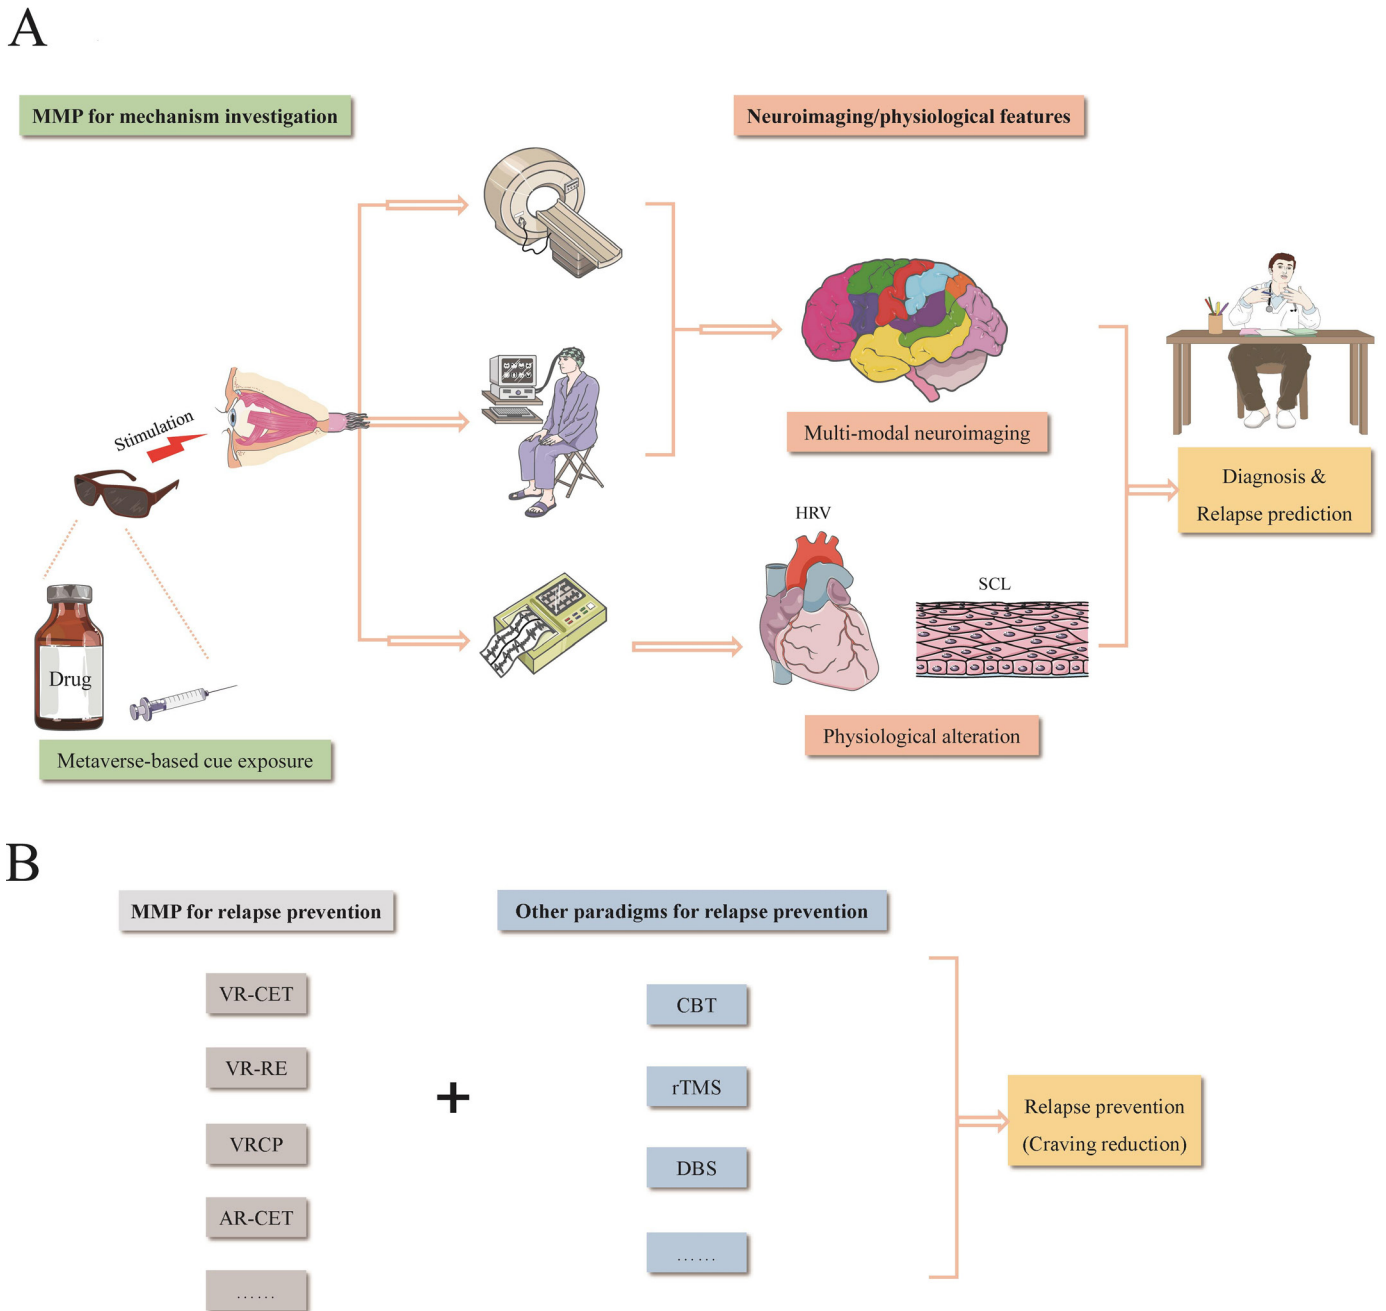 A
MMP for mechanism investigation
Neuroimaging/physiological features
Stimulation
Multi-modal neuroimaging
Diagnosis &
Relapse prediction
HRV
SCL
Drug
Physiological alteration
Metaverse-based cue exposure
B
MMP for relapse prevention
Other paradigms for relapse prevention
VR-CET
CBT
VR-RE
rTMS
+
Relapse prevention
(Craving reduction)
VRCP
DBS
AR-CET
......
......